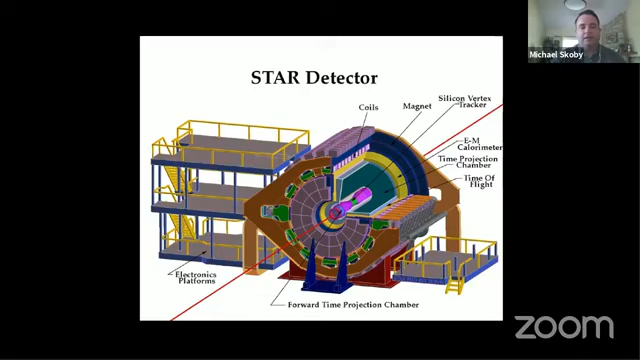 Michael Skoby
STAR Detector
Silicon Vertex
Tracker
Coils
Magnet
E-M
Calorimeter
Time Projection
Chamber
Time Of
Flight
Electronics
Platforms
Forward Time Projection Chamber
zoom